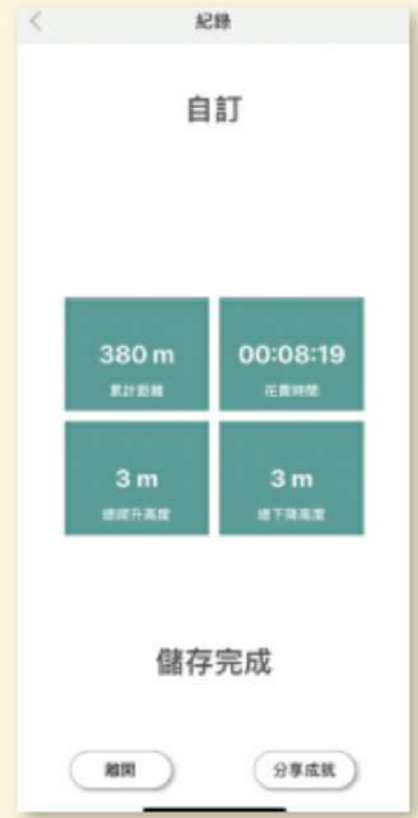 紀錄
自訂
380 m
累計距離
00:08:19
花費時間
3 m
總爬升高度
3 m
總下降高度
儲存完成
離開
分享成就